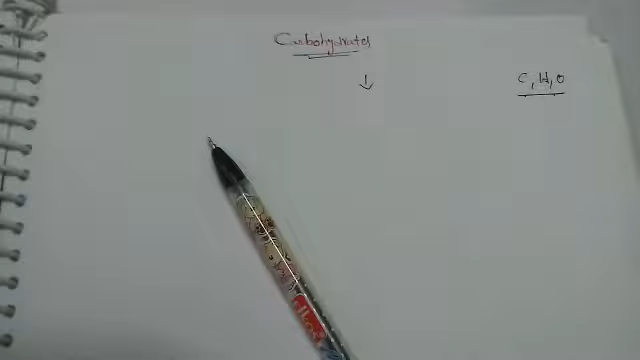 Carbohydrates
↓
C, H, O